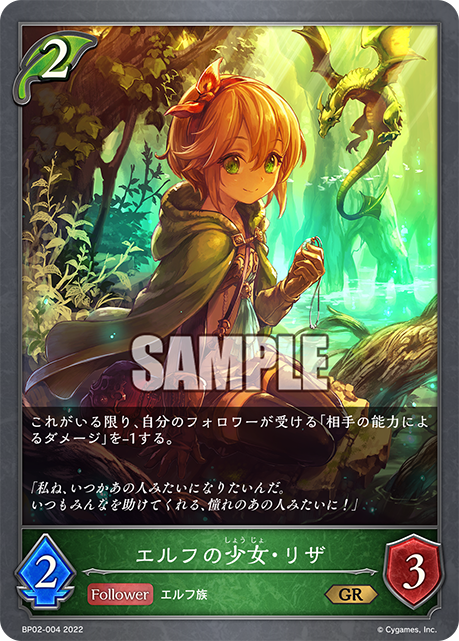 2
SAMPLE
これがいる限り、自分のフォロワーが受ける「相手の能力によ
るダメージ」を-1する。
「私ね、いつかあの人みたいになりたいんだ。
いつもみんなを助けてくれる、憧れのあの人みたいに！」
しょうじょ
エルフの少女・リザ
2
Follower エルフ族 GR
3
BP02-004 2022 © Cygames, Inc.